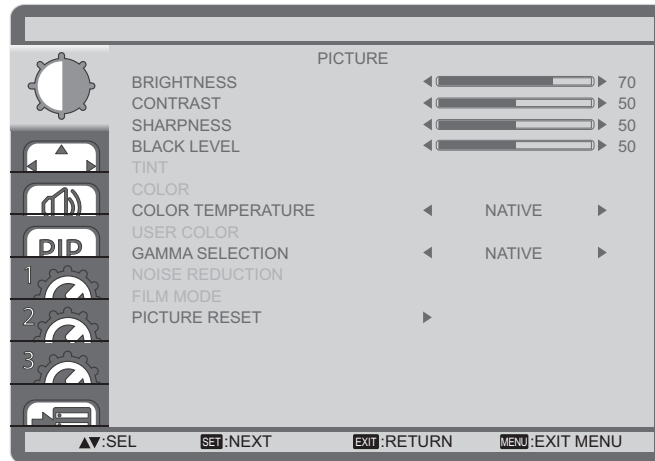 PICTURE
BRIGHTNESS 70
CONTRAST 50
SHARPNESS 50
BLACK LEVEL 50
TINT
COLOR
COLOR TEMPERATURE NATIVE
USER COLOR
GAMMA SELECTION NATIVE
NOISE REDUCTION
FILM MODE
PICTURE RESET
PIP
1
2
3
▲▼:SEL SET:NEXT EXIT:RETURN MENU:EXIT MENU